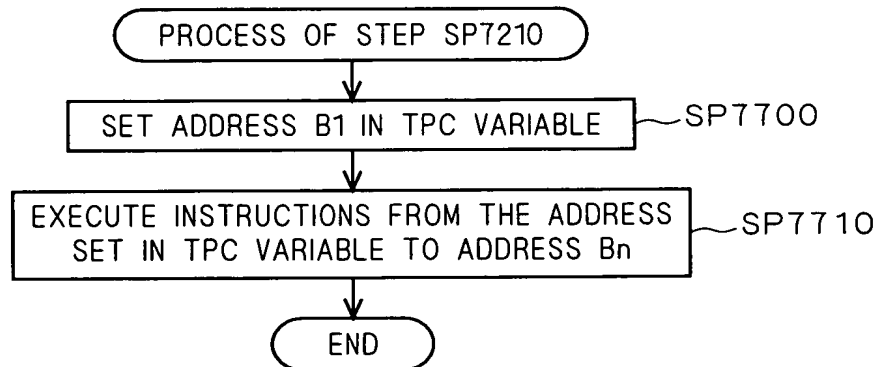 PROCESS OF STEP SP7210
SET ADDRESS B1 IN TPC VARIABLE
SP7700
EXECUTE INSTRUCTIONS FROM THE ADDRESS
SET IN TPC VARIABLE TO ADDRESS Bn
SP7710
END